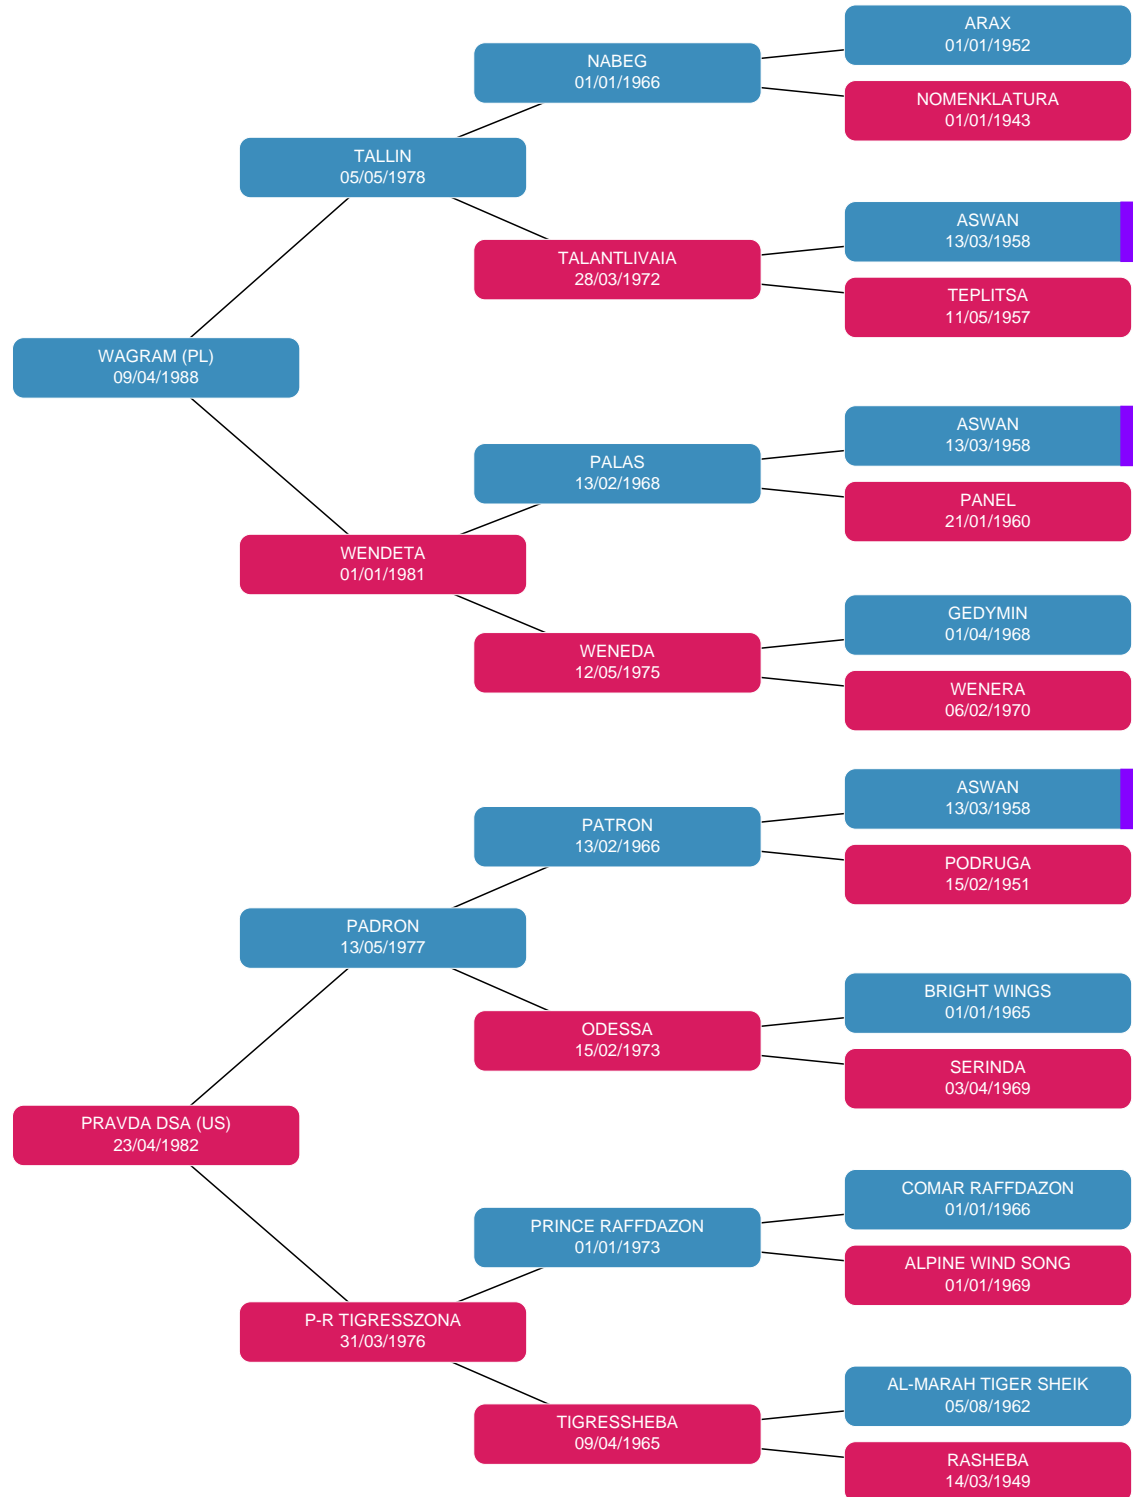 ARAX
01/01/1952
NABEG
01/01/1966
NOMENKLATURA
01/01/1943
TALLIN
05/05/1978
ASWAN
13/03/1958
TALANTLIVAIA
28/03/1972
TEPLITSA
11/05/1957
WAGRAM (PL)
09/04/1988
ASWAN
13/03/1958
PALAS
13/02/1968
PANEL
21/01/1960
WENDETA
01/01/1981
GEDYMIN
01/04/1968
WENEDA
12/05/1975
WENERA
06/02/1970
ASWAN
13/03/1958
PATRON
13/02/1966
PODRUGA
15/02/1951
PADRON
13/05/1977
BRIGHT WINGS
01/01/1965
ODESSA
15/02/1973
SERINDA
03/04/1969
PRAVDA DSA (US)
23/04/1982
COMAR RAFFDAZON
01/01/1966
PRINCE RAFFDAZON
01/01/1973
ALPINE WIND SONG
01/01/1969
P-R TIGRESSZONA
31/03/1976
AL-MARAH TIGER SHEIK
05/08/1962
TIGRESSHEBA
09/04/1965
RASHEBA
14/03/1949